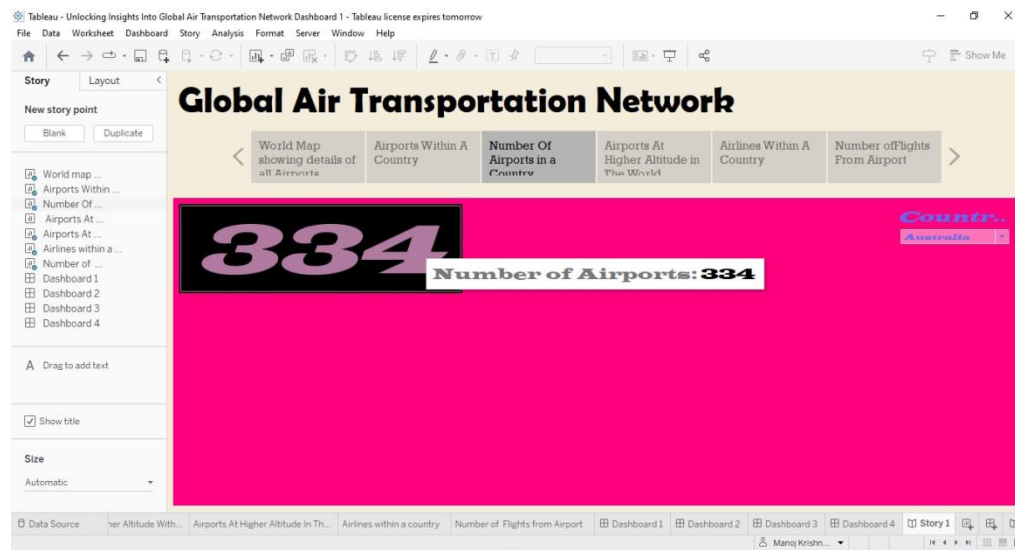 Tableau - Unlocking Insights Into Global Air Transportation Network Dashboard 1 - Tableau license expires tomorrow
File Data Worksheet Dashboard Story Analysis Format Server Window Help
Show Me
Story Layout
New story point
Blank Duplicate
World map ...
Airports Within ...
Number Of ...
Airports At ...
Airports At ...
Airlines within a ...
Number of ...
Dashboard 1
Dashboard 2
Dashboard 3
Dashboard 4
A Drag to add text
Show title
Size
Automatic
Global Air Transportation Network
World Map
showing details of
all Airports
Airports Within A
Country
Number Of
Airports in a
Country
Airports At
Higher Altitude in
The World
Airlines Within A
Country
Number ofFlights
From Airport
334
Number of Airports: 334
Countr..
Australia
Data Source her Altitude With... Airports At Higher Altitude In Th... Airlines within a country Number of Flights from Airport Dashboard 1 Dashboard 2 Dashboard 3 Dashboard 4 Story 1
Manoj Krishn...